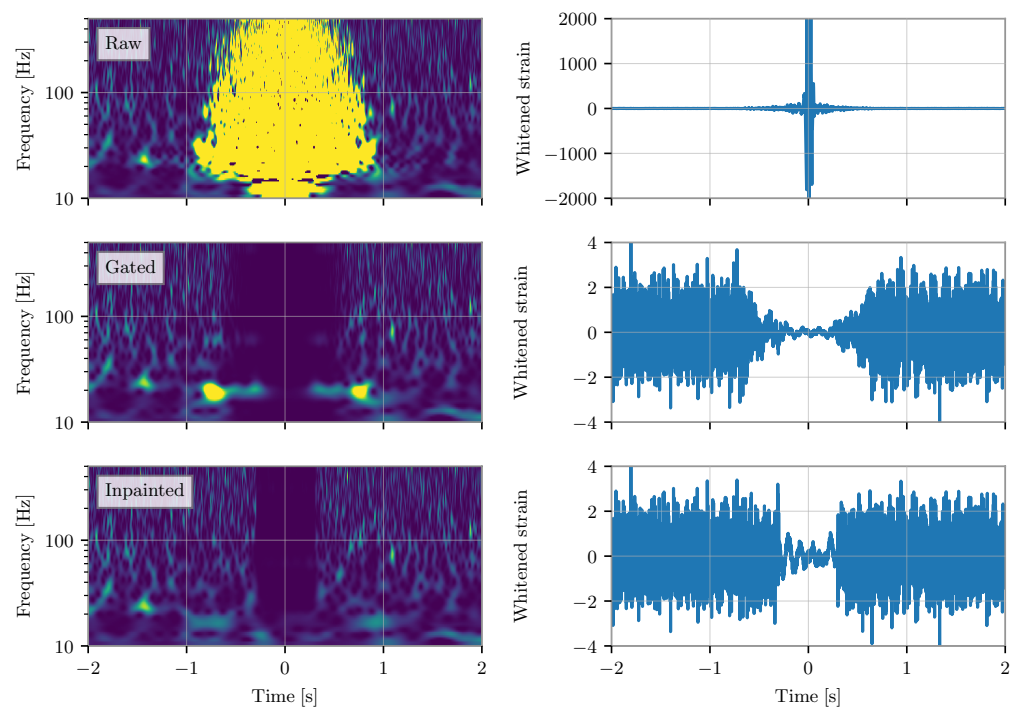 Raw
Frequency [Hz]
100
10
Whitened strain
2000
1000
0
−1000
−2000
Gated
Frequency [Hz]
100
10
Whitened strain
4
2
0
−2
−4
Inpainted
Frequency [Hz]
100
10
−2 −1 0 1 2
Time [s]
Whitened strain
4
2
0
−2
−4
−2 −1 0 1 2
Time [s]